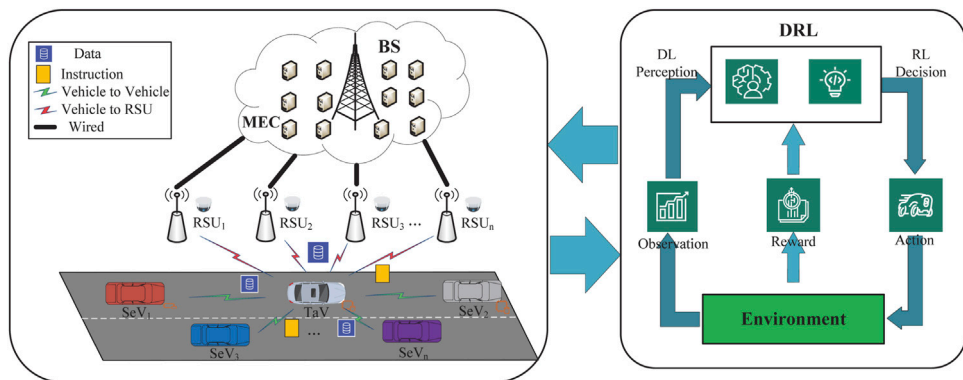 Data
Instruction
Vehicle to Vehicle
Vehicle to RSU
Wired
BS
MEC
RSU1
RSU2
RSU3 ...
RSUn
SeV1
TaV
SeV2
SeV3
...
SeVn
DRL
DL
Perception
RL
Decision
Observation
Reward
Action
Environment